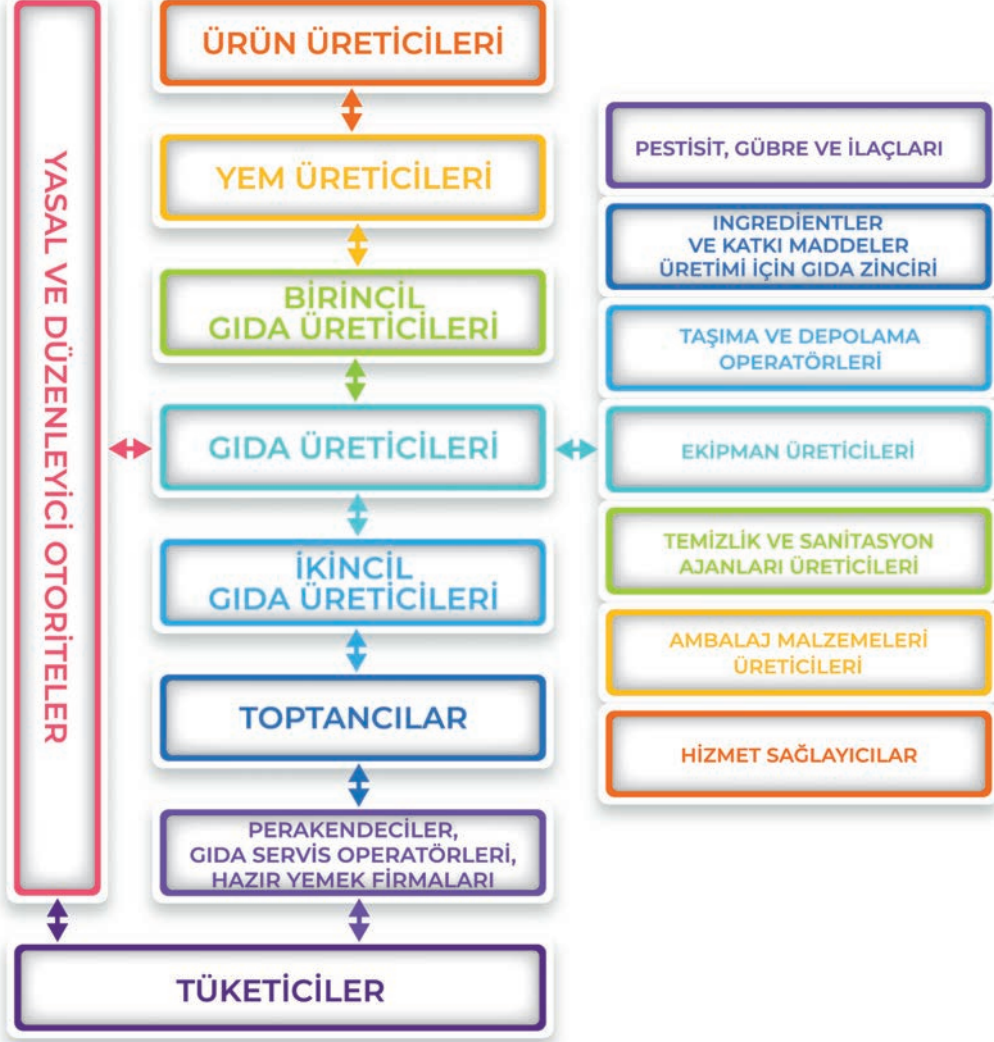 YASAL VE DÜZENLEYİCİ OTORİTELER
ÜRÜN ÜRETİCİLERİ
YEM ÜRETİCİLERİ
BİRİNCİL
GIDA ÜRETİCİLERİ
GIDA ÜRETİCİLERİ
İKİNCİL
GIDA ÜRETİCİLERİ
TOPTANCILAR
PERAKENDECİLER,
GIDA SERVİS OPERATÖRLERİ,
HAZIR YEMEK FİRMALARI
TÜKETİCİLER
PESTİSİT, GÜBRE VE İLAÇLARI
INGREDIENTLER
VE KATKI MADDELER
ÜRETİMİ İÇİN GIDA ZİNCİRİ
TAŞIMA VE DEPOLAMA
OPERATÖRLERİ
EKİPMAN ÜRETİCİLERİ
TEMİZLİK VE SANİTASYON
AJANLARI ÜRETİCİLERİ
AMBALAJ MALZEMELERİ
ÜRETİCİLERİ
HİZMET SAĞLAYICILAR